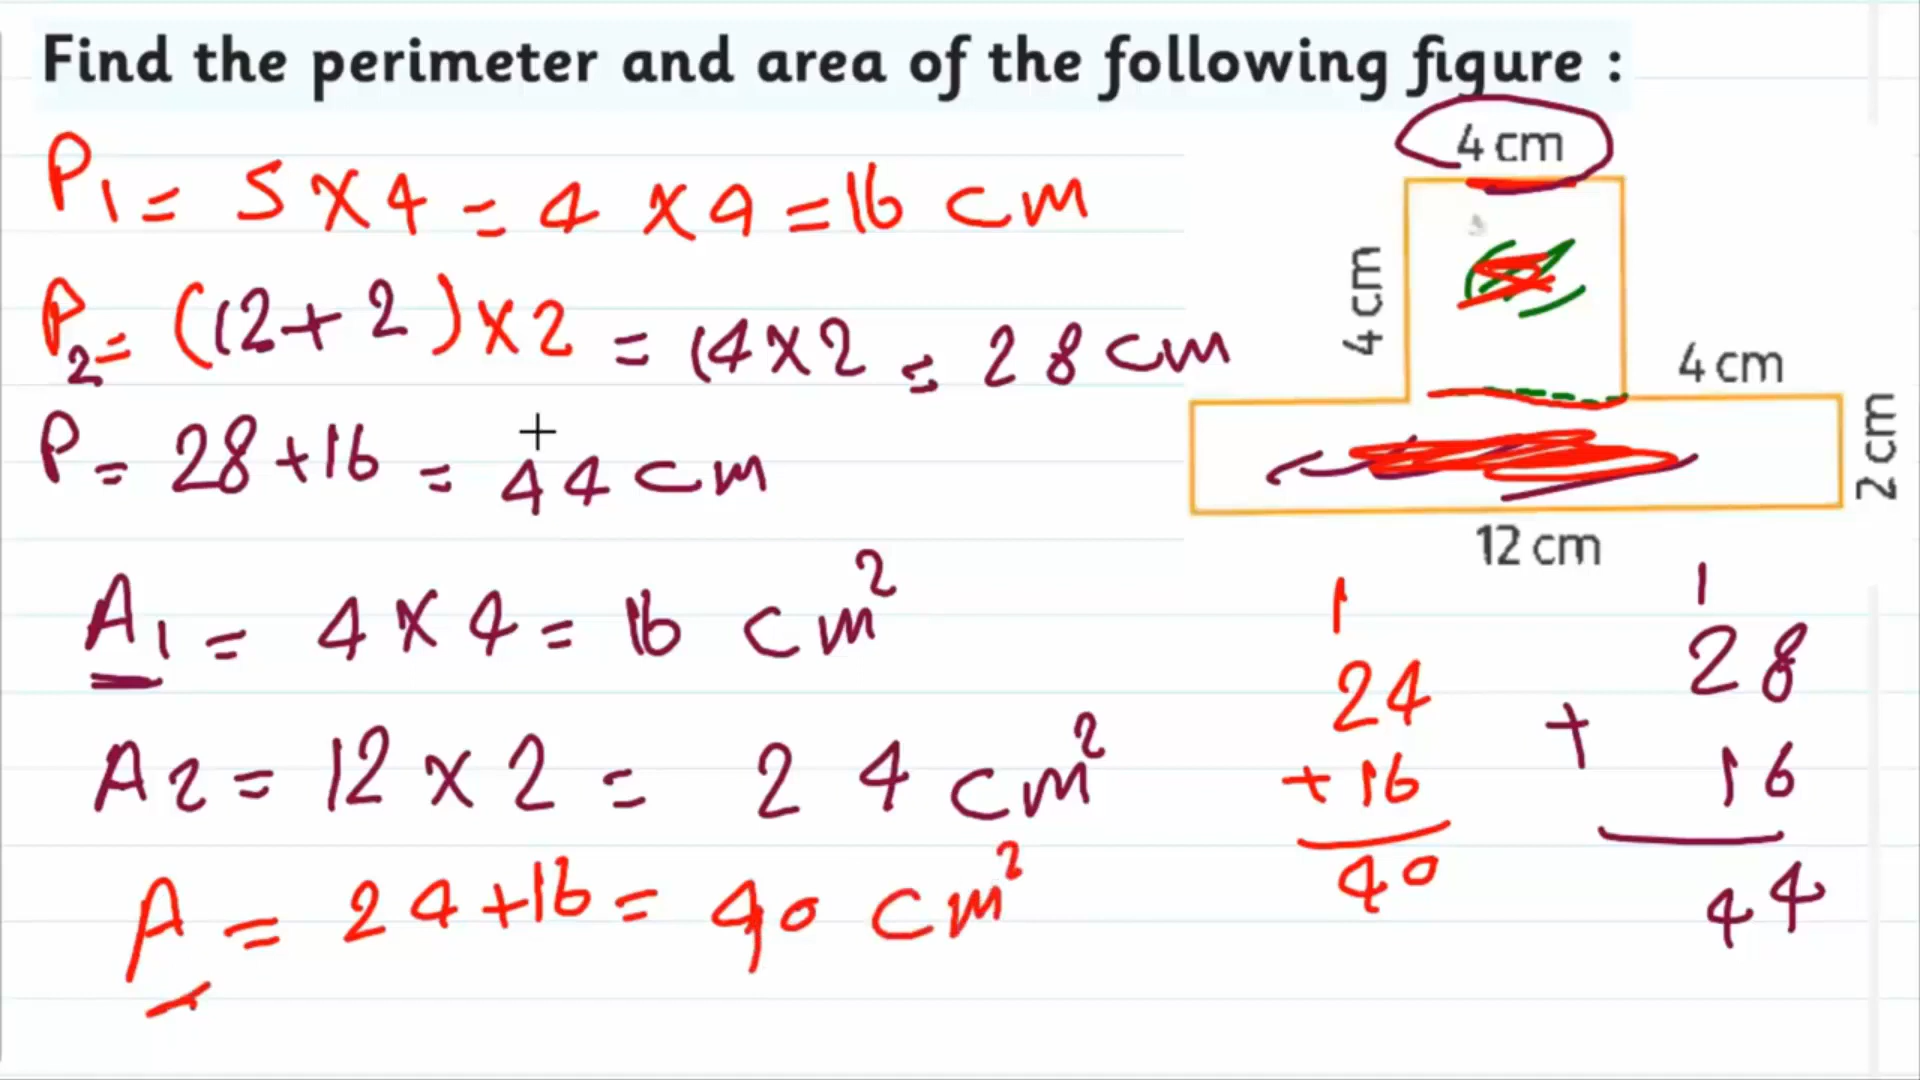 Find the perimeter and area of the following figure :
4 cm
P1 = S X 4 = 4 X 4 = 16 cm
4 cm
P2 = (12 + 2) X 2 = 14 X 2 = 28 cm
4 cm
2 cm
P = 28 + 16 = 44 cm
12 cm
A1 = 4 X 4 = 16 cm²
A2 = 12 X 2 = 24 cm²
A = 24 + 16 = 40 cm²
1
24
+ 16
40
1
28
+
16
44